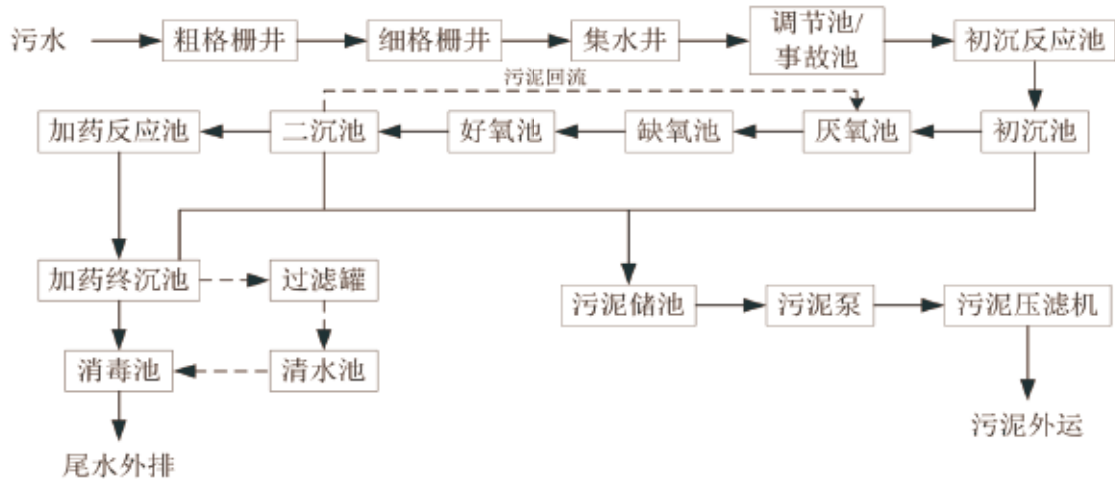 污水
粗格栅井
细格栅井
集水井
调节池/
事故池
初沉反应池
污泥回流
加药反应池
二沉池
好氧池
缺氧池
厌氧池
初沉池
加药终沉池
过滤罐
污泥储池
污泥泵
污泥压滤机
消毒池
清水池
污泥外运
尾水外排